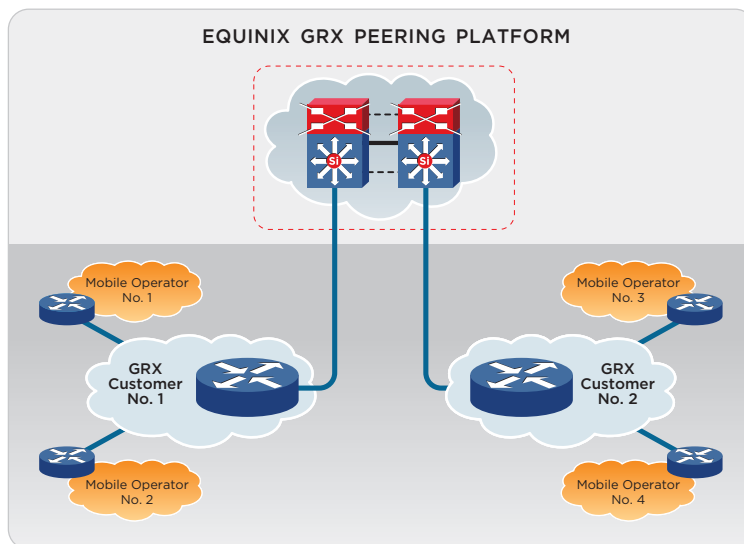 EQUINIX GRX PEERING PLATFORM
Si
Si
Mobile Operator
No. 1
Mobile Operator
No. 3
GRX
Customer
No. 1
GRX
Customer
No. 2
Mobile Operator
No. 2
Mobile Operator
No. 4